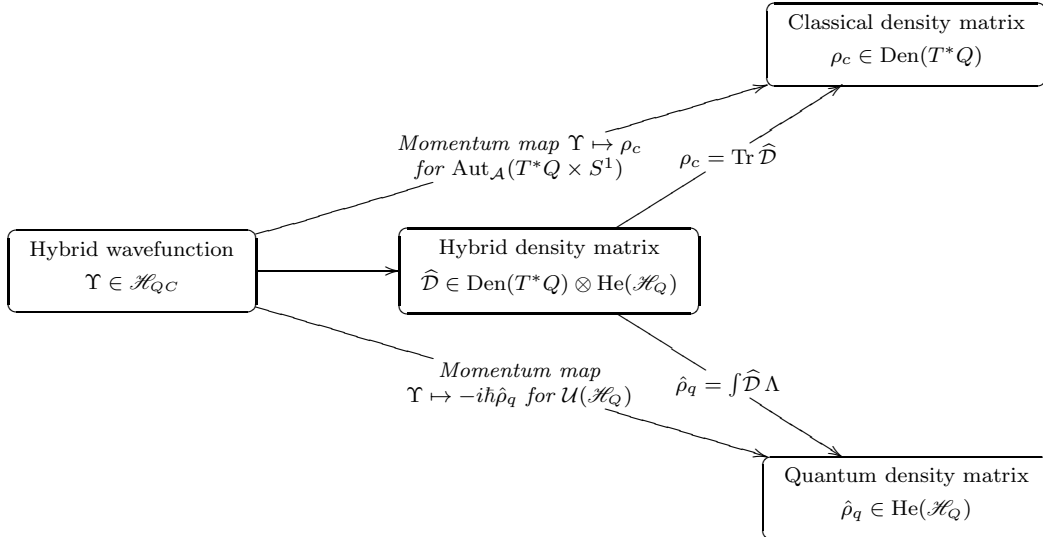 Classical density matrix
ρ_c ∈ Den(T*Q)
Momentum map Υ ↦ ρ_c
for Aut_𝒜(T*Q × S¹)
ρ_c = Tr 𝒟̂
Hybrid wavefunction
Υ ∈ ℋ_QC
Hybrid density matrix
𝒟̂ ∈ Den(T*Q) ⊗ He(ℋ_Q)
Momentum map
Υ ↦ −iℏρ̂_q for 𝒰(ℋ_Q)
ρ̂_q = ∫𝒟̂ Λ
Quantum density matrix
ρ̂_q ∈ He(ℋ_Q)